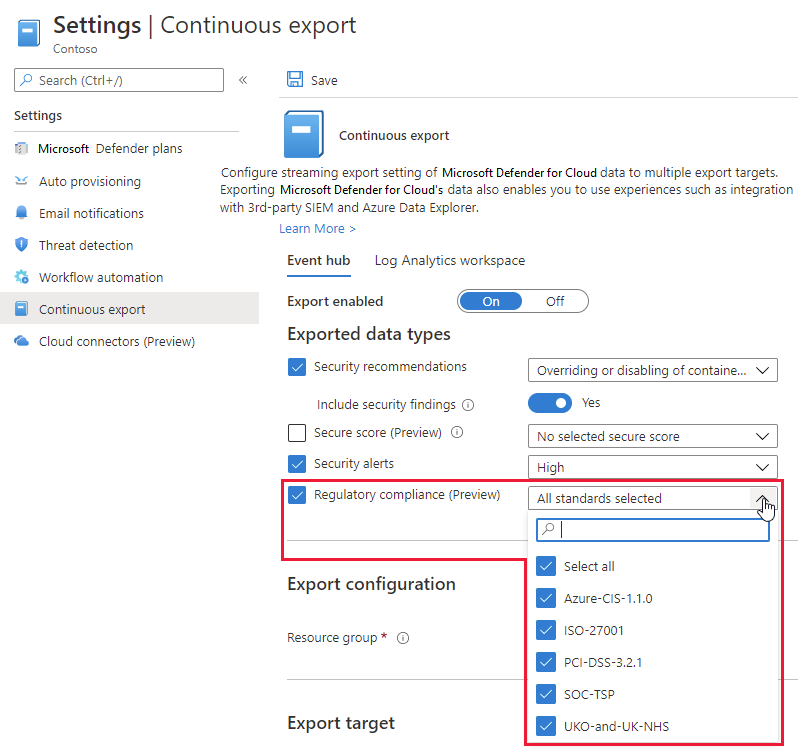 Settings | Continuous export
Contoso
Search (Ctrl+/)
«
Save
Settings
Microsoft Defender plans
Auto provisioning
Email notifications
Threat detection
Workflow automation
Continuous export
Cloud connectors (Preview)
Continuous export
Configure streaming export setting of Microsoft Defender for Cloud data to multiple export targets.
Exporting Microsoft Defender for Cloud's data also enables you to use experiences such as integration
with 3rd-party SIEM and Azure Data Explorer.
Learn More >
Event hub Log Analytics workspace
Export enabled On Off
Exported data types
Security recommendations Overriding or disabling of containe...
Include security findings Yes
Secure score (Preview) No selected secure score
Security alerts High
Regulatory compliance (Preview) All standards selected
Select all
Azure-CIS-1.1.0
ISO-27001
PCI-DSS-3.2.1
SOC-TSP
UKO-and-UK-NHS
Export configuration
Resource group *
Export target